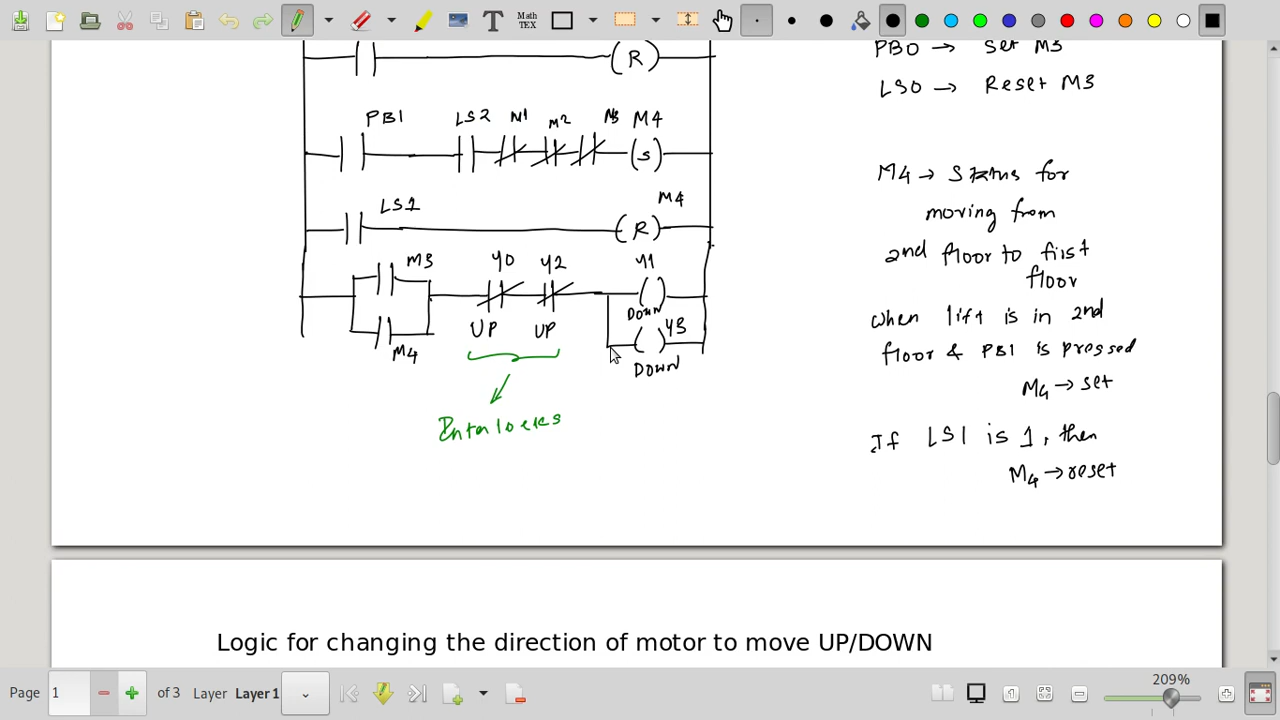 T
Math
TEX
PB0 → Set M3
(R)
LS0 → Reset M3
PB1 LS2 M1 M2 M3 M4
(S)
M4 → Status for
LS1 M4
moving from
(R)
2nd floor to first
floor
M3 Y0 Y2 Y1
( )
when lift is in 2nd
UP UP Down Y3
floor & PB1 is pressed
M4 ( )
Down
M4 → set
Interlocks
If LS1 is 1, then
M4 → reset
Logic for changing the direction of motor to move UP/DOWN
Page 1 of 3 Layer Layer 1 209%